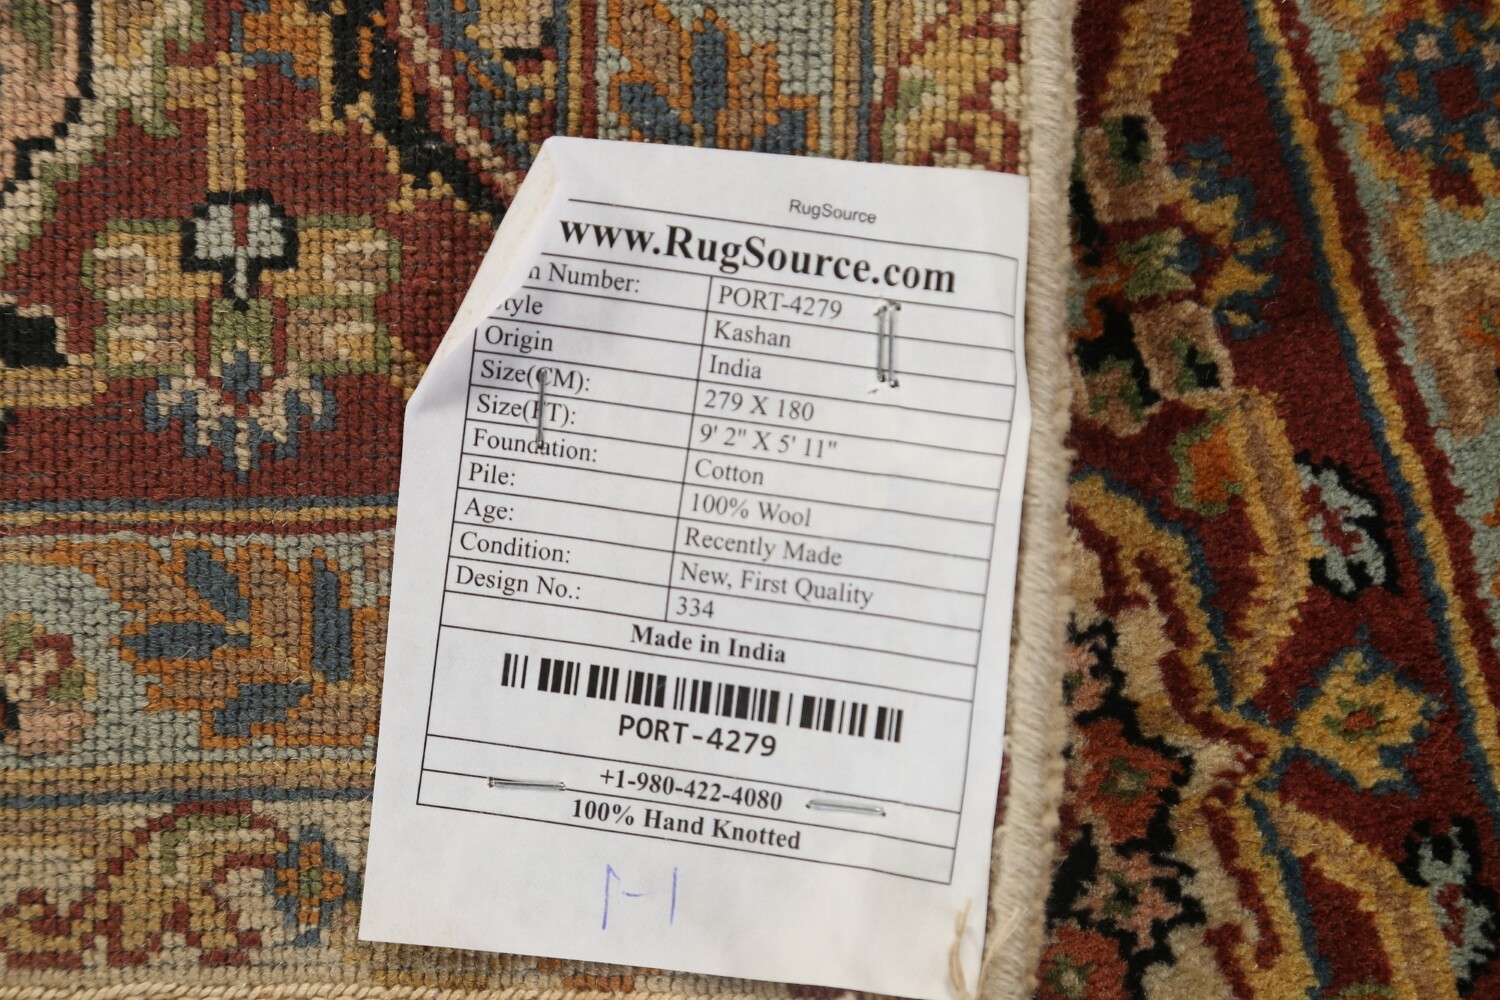 RugSource
www.RugSource.com
Number: PORT-4279
Style Kashan
Origin India
Size(CM): 279 X 180
Size(FT): 9' 2" X 5' 11"
Foundation: Cotton
Pile: 100% Wool
Age: Recently Made
Condition: New, First Quality
Design No.: 334
Made in India
PORT-4279
+1-980-422-4080
100% Hand Knotted